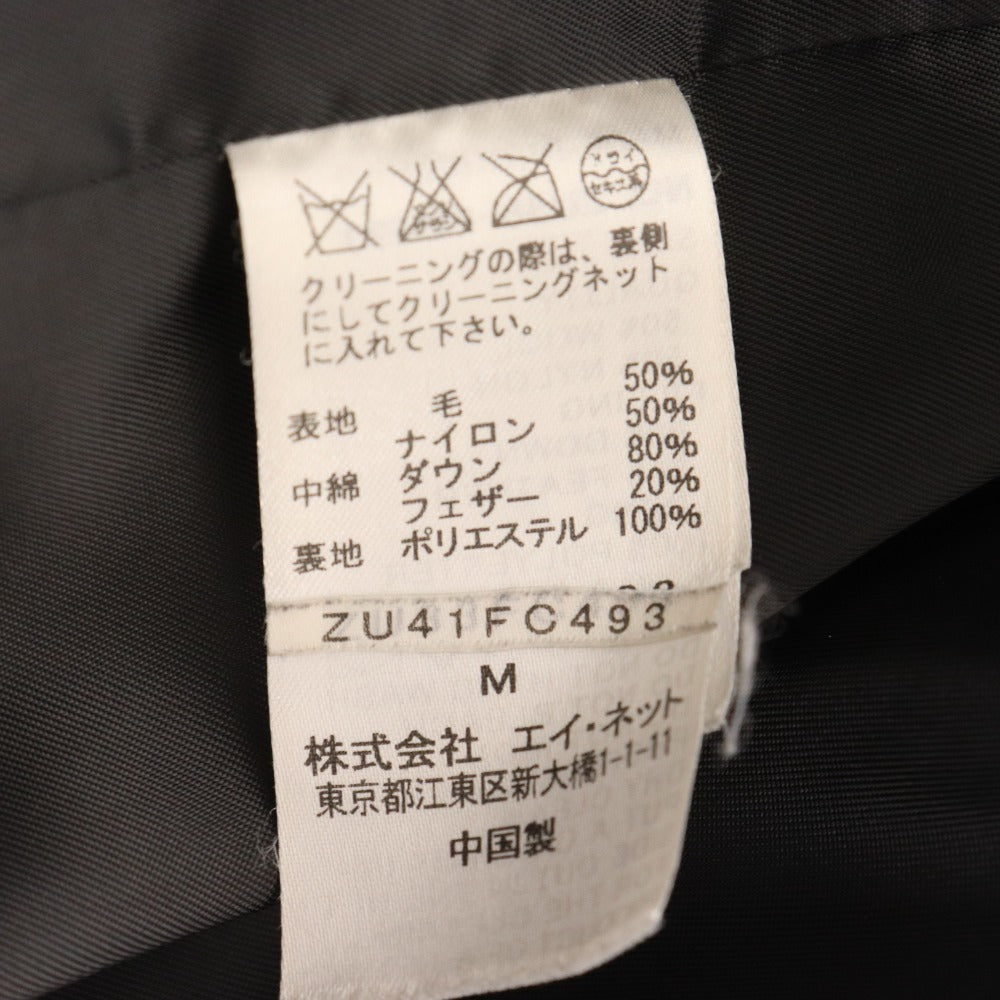 ドライ
セキユ系
クリーニングの際は、裏側
にしてクリーニングネット
に入れて下さい。
表地 毛 50%
ナイロン 50%
中綿 ダウン 80%
フェザー 20%
裏地 ポリエステル 100%
ZU41FC493
M
株式会社 エイ・ネット
東京都江東区新大橋1-1-11
中国製